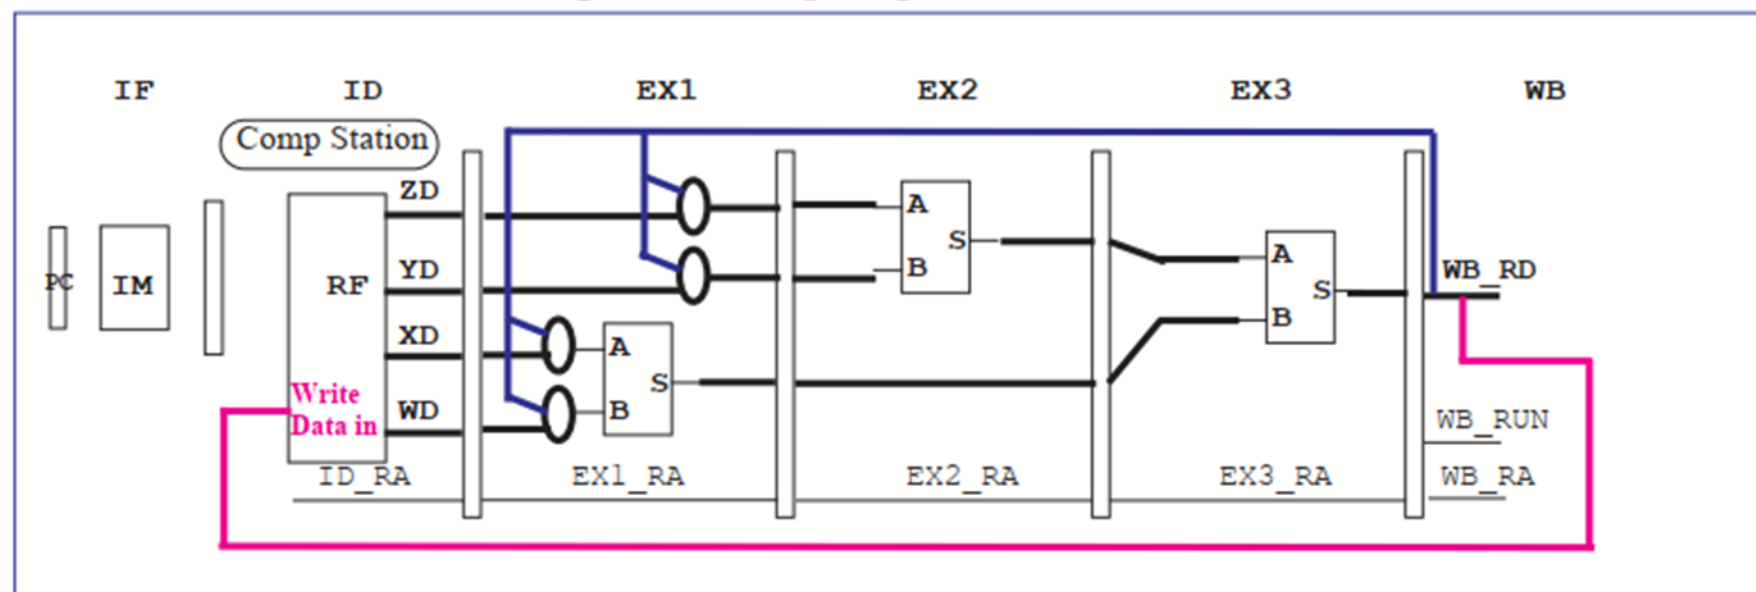 IF ID EX1 EX2 EX3 WB
Comp Station
ZD
A
S
B
YD
PC
IM
RF
A
S
B
WB_RD
XD
A
S
B
Write
Data in
WD
WB_RUN
ID_RA EX1_RA EX2_RA EX3_RA WB_RA